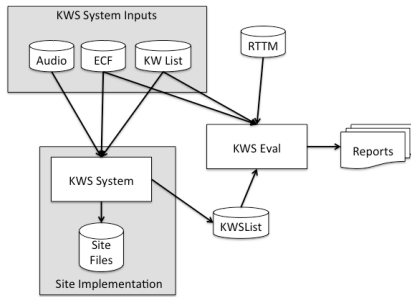 KWS System Inputs
Audio
ECF
KW List
RTTM
KWS Eval
Reports
KWS System
KWSList
Site
Files
Site Implementation